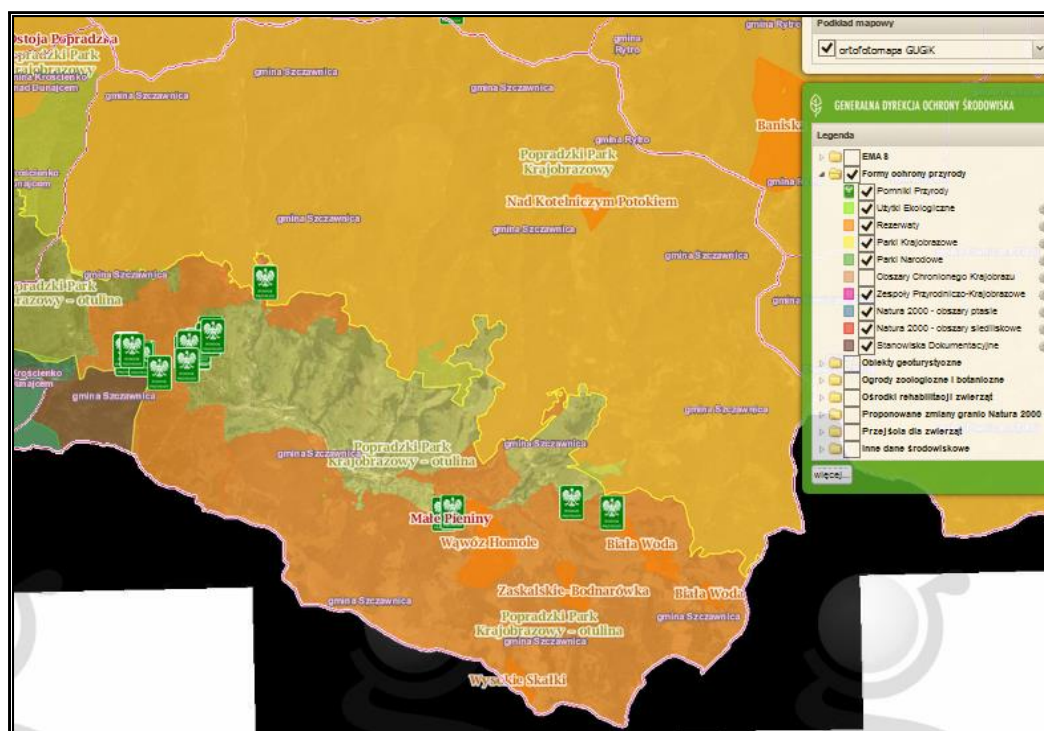 Ostoja Popradzka
Popradzki Park
Krajobrazowy
gmina Krościenko
nad Dunajcem
gmina Szczawnica
gmina Szczawnica
gmina Szczawnica
gmina
Rytro
gmina Rytro
Baniska
Popradzki Park
Krajobrazowy
Nad Kotelniczym Potokiem
gmina Szczawnica
gmina Szczawnica
gmina Szczawnica
Popradzki Park
Krajobrazowy – otulina
Krościenko
gmina Szczawnica
gmina Szczawnica
Popradzki Park
Krajobrazowy – otulina
gmina Szczawnica
gmina Szczawnica
Małe Pieniny
Wąwóz Homole
Biała Woda
Zaskalskie-Bodnarówka
Biała Woda
gmina Szczawnica
Popradzki Park
Krajobrazowy – otulina
gmina Szczawnica
gmina Szczawnica
Wysokie Skałki
Podkład mapowy
ortofotomapa GUGiK
GENERALNA DYREKCJA OCHRONY ŚRODOWISKA
Legenda
EMA 8
Formy ochrony przyrody
Pomniki Przyrody
Użytki Ekologiczne
Rezerwaty
Parki Krajobrazowe
Parki Narodowe
Obszary Chronionego Krajobrazu
Zespoły Przyrodniczo-Krajobrazowe
Natura 2000 - obszary ptasie
Natura 2000 - obszary siedliskowe
Stanowiska Dokumentacyjne
Obiekty geoturystyczne
Ogrody zoologiczne i botaniczne
Ośrodki rehabilitacji zwierząt
Proponowane zmiany granic Natura 2000
Przejścia dla zwierząt
Inne dane środowiskowe
więcej...